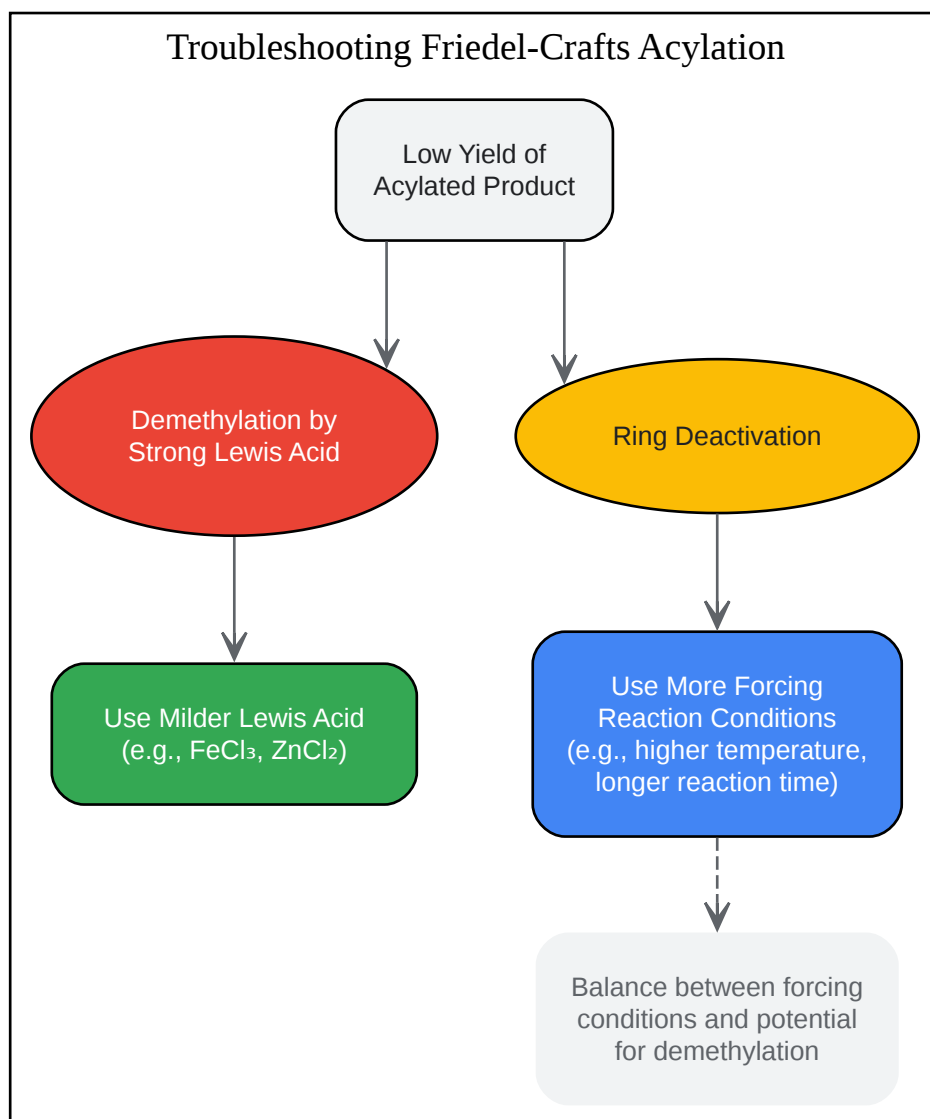 Troubleshooting Friedel-Crafts Acylation
Low Yield of
Acylated Product
Demethylation by
Strong Lewis Acid
Ring Deactivation
Use Milder Lewis Acid
(e.g., FeCl₃, ZnCl₂)
Use More Forcing
Reaction Conditions
(e.g., higher temperature,
longer reaction time)
Balance between forcing
conditions and potential
for demethylation